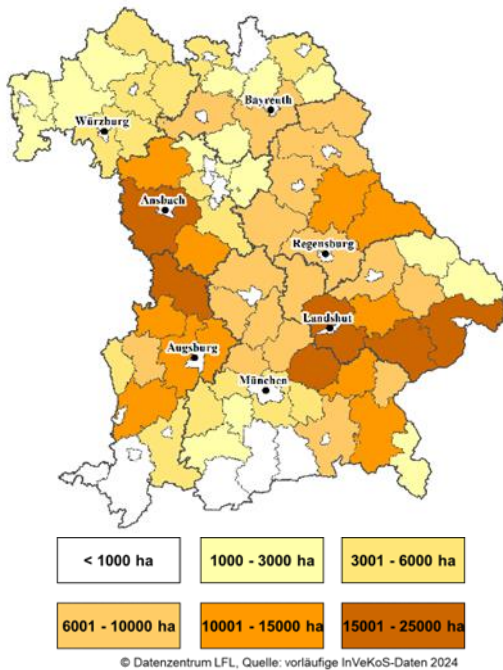 Bayreuth
Würzburg
Ansbach
Regensburg
Landshut
Augsburg
München
< 1000 ha
1000 - 3000 ha
3001 - 6000 ha
6001 - 10000 ha
10001 - 15000 ha
15001 - 25000 ha
© Datenzentrum LFL, Quelle: vorläufige InVeKoS-Daten 2024